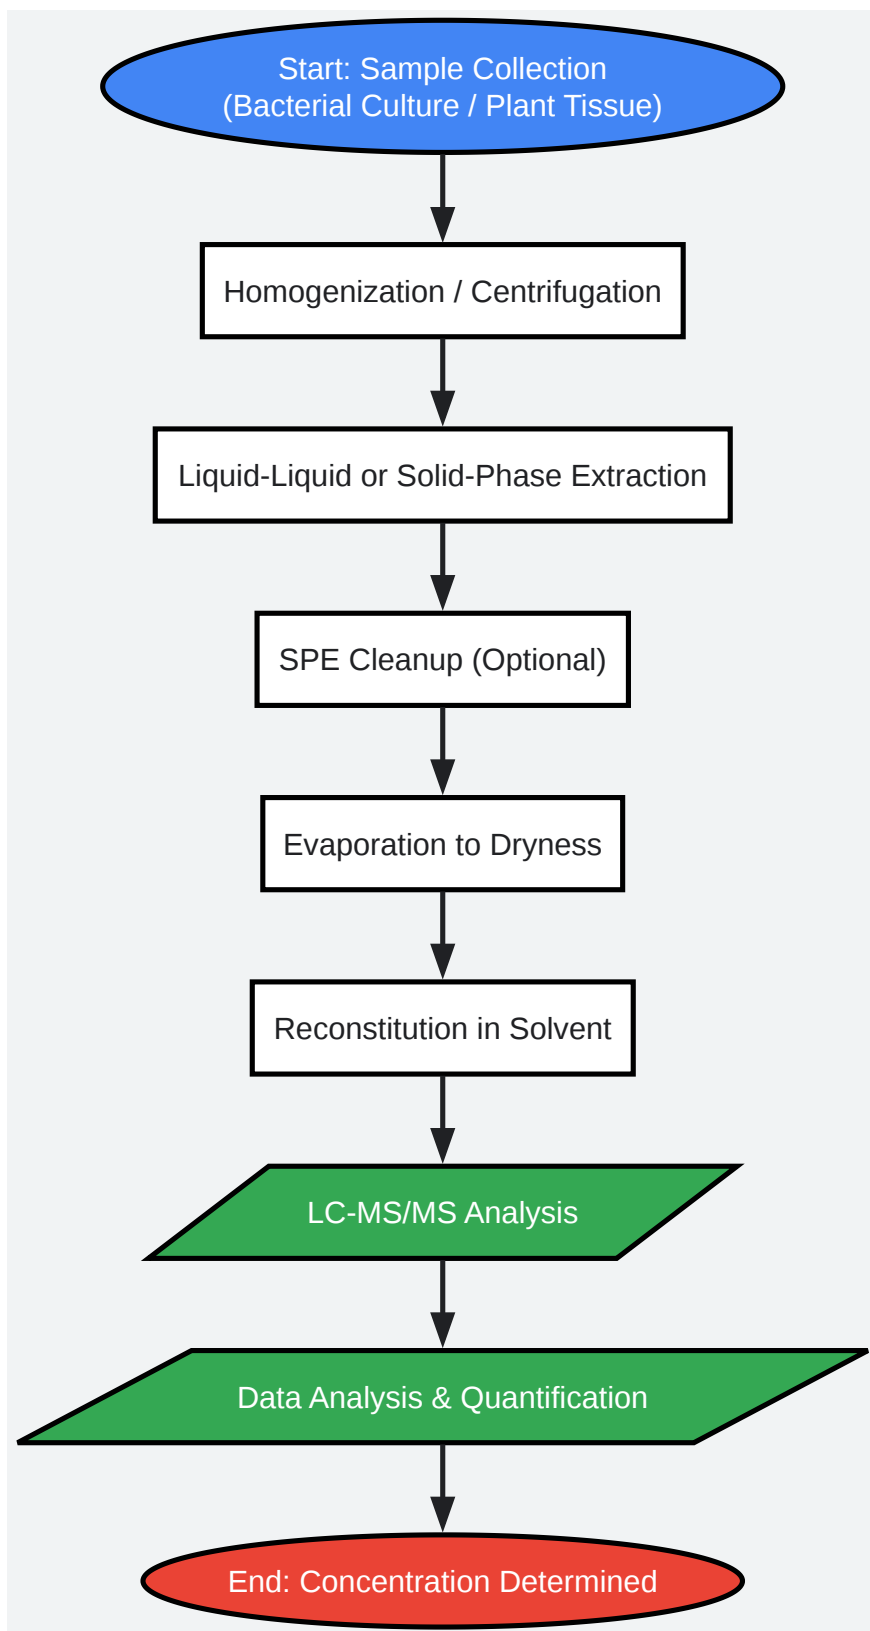 Start: Sample Collection
(Bacterial Culture / Plant Tissue)
Homogenization / Centrifugation
Liquid-Liquid or Solid-Phase Extraction
SPE Cleanup (Optional)
Evaporation to Dryness
Reconstitution in Solvent
LC-MS/MS Analysis
Data Analysis & Quantification
End: Concentration Determined